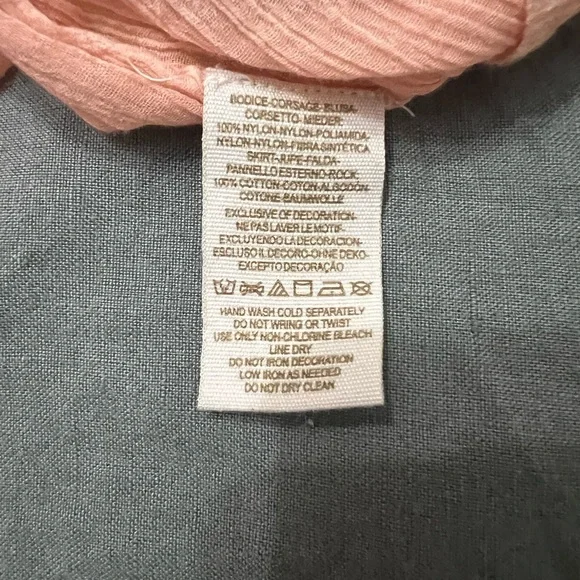 BODICE-CORSAGE-BLUSA-
CORSETTO-MIEDER:
100% NYLON-NYLON-POLIAMIDA-
NYLON-NYLON-FIBRA SINTÉTICA
SKIRT-JUPE-FALDA-
PANNELLO ESTERNO-ROCK:
100% COTTON-COTON-ALGODÓN-
COTONE-BAUMWOLLE
EXCLUSIVE OF DECORATION-
NE PAS LAVER LE MOTIF-
EXCLUYENDO LA DECORACION-
ESCLUSO IL DECORO-OHNE DEKO-
EXCEPTO DECORAÇÃO
HAND WASH COLD SEPARATELY
DO NOT WRING OR TWIST
USE ONLY NON-CHLORINE BLEACH
LINE DRY
DO NOT IRON DECORATION
LOW IRON AS NEEDED
DO NOT DRY CLEAN